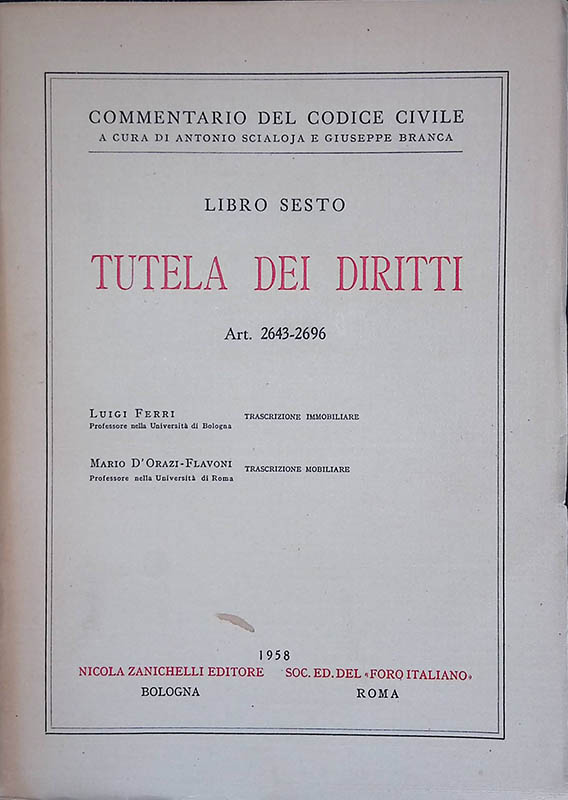 COMMENTARIO DEL CODICE CIVILE
A CURA DI ANTONIO SCIALOJA E GIUSEPPE BRANCA
LIBRO SESTO
TUTELA DEI DIRITTI
Art. 2643-2696
LUIGI FERRI TRASCRIZIONE IMMOBILIARE
Professore nella Università di Bologna
MARIO D'ORAZI-FLAVONI TRASCRIZIONE MOBILIARE
Professore nella Università di Roma
1958
NICOLA ZANICHELLI EDITORE SOC. ED. DEL «FORO ITALIANO»
BOLOGNA ROMA